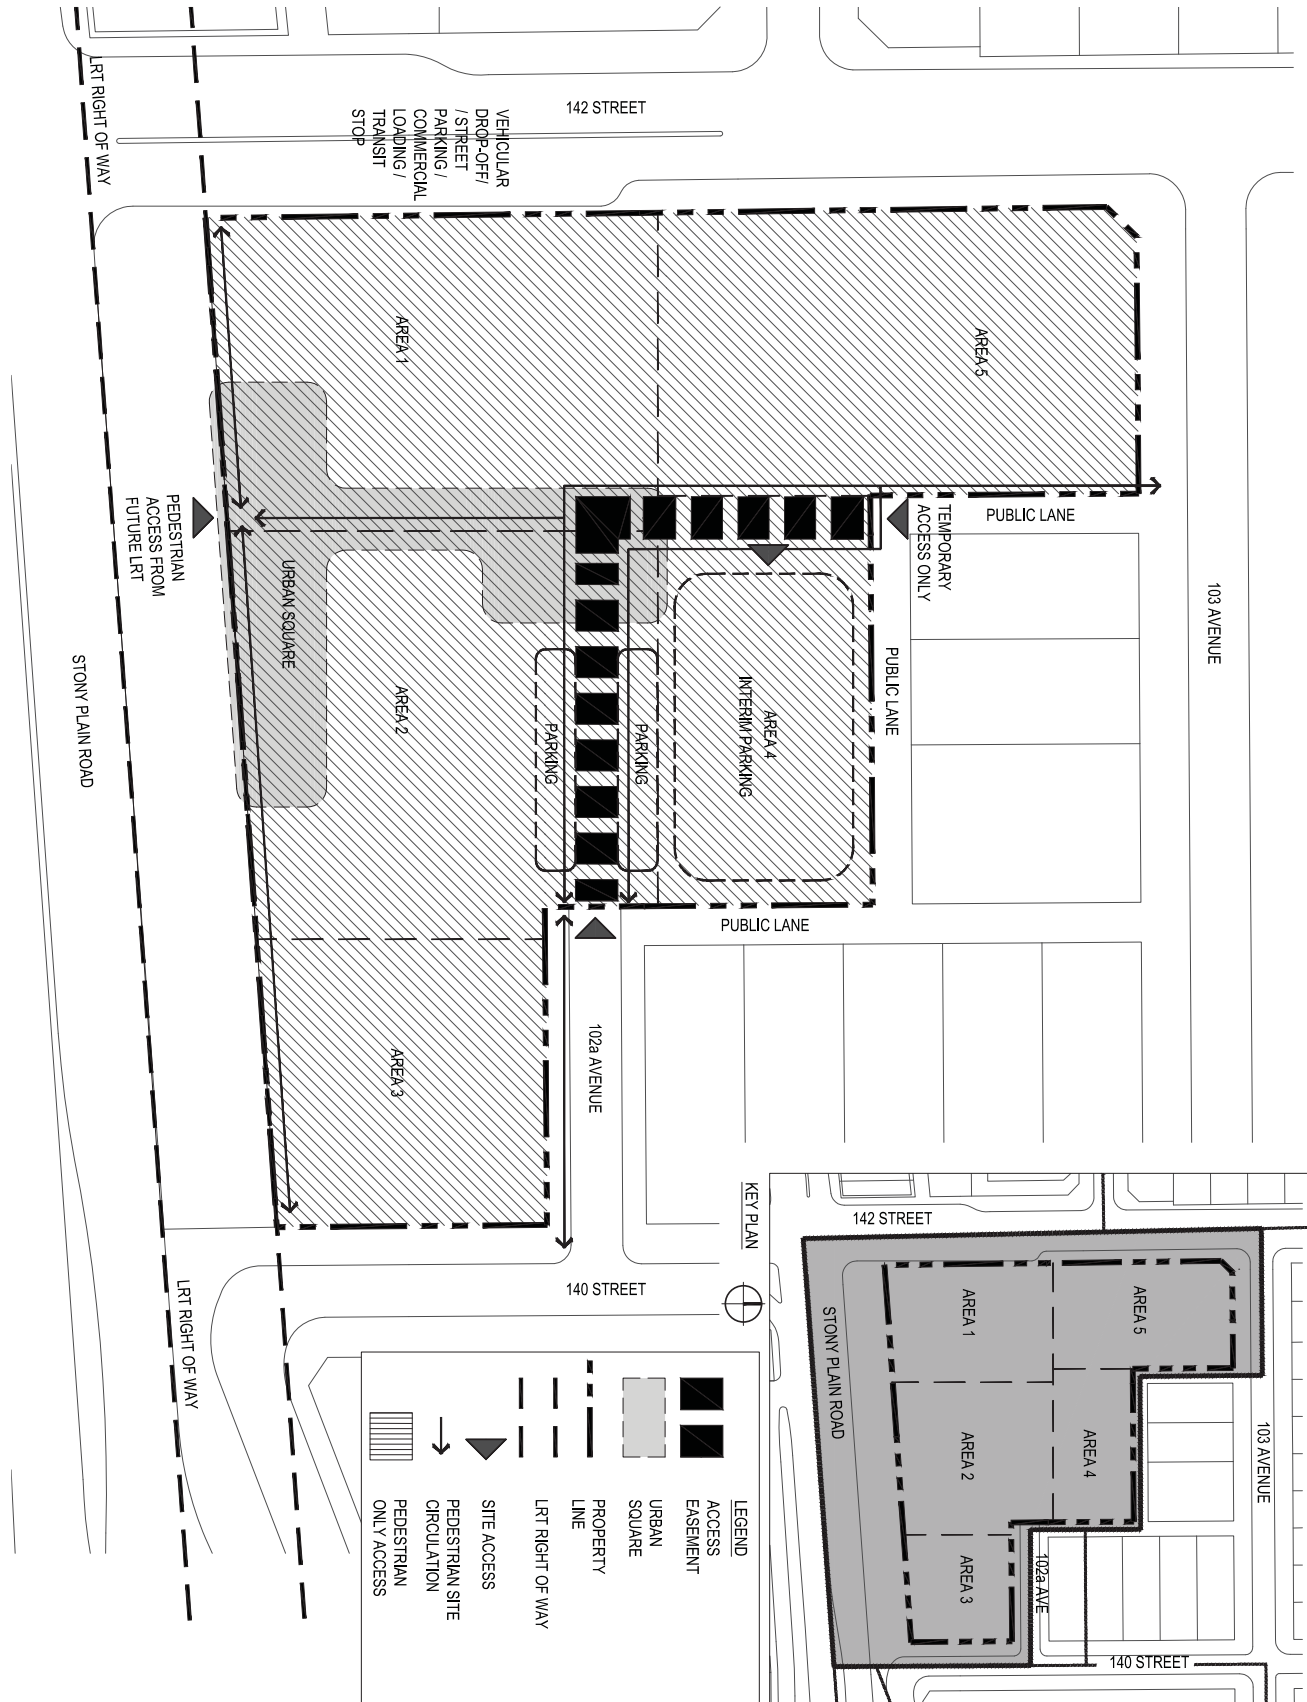 142 STREET
LRT RIGHT OF WAY
VEHICULAR
DROP-OFF/
/ STREET
PARKING /
COMMERCIAL
LOADING /
TRANSIT
STOP
AREA 1
AREA 5
PEDESTRIAN
ACCESS FROM
FUTURE LRT
URBAN SQUARE
TEMPORARY
ACCESS ONLY
PUBLIC LANE
103 AVENUE
STONY PLAIN ROAD
AREA 2
PARKING
PARKING
AREA 4
INTERIM PARKING
PUBLIC LANE
PUBLIC LANE
AREA 3
102a AVENUE
140 STREET
LRT RIGHT OF WAY
KEY PLAN
142 STREET
STONY PLAIN ROAD
AREA 1
AREA 5
AREA 2
AREA 4
AREA 3
103 AVENUE
102a AVE
140 STREET
LEGEND
ACCESS
EASEMENT
URBAN
SQUARE
PROPERTY
LINE
LRT RIGHT OF WAY
SITE ACCESS
PEDESTRIAN SITE
CIRCULATION
PEDESTRIAN
ONLY ACCESS